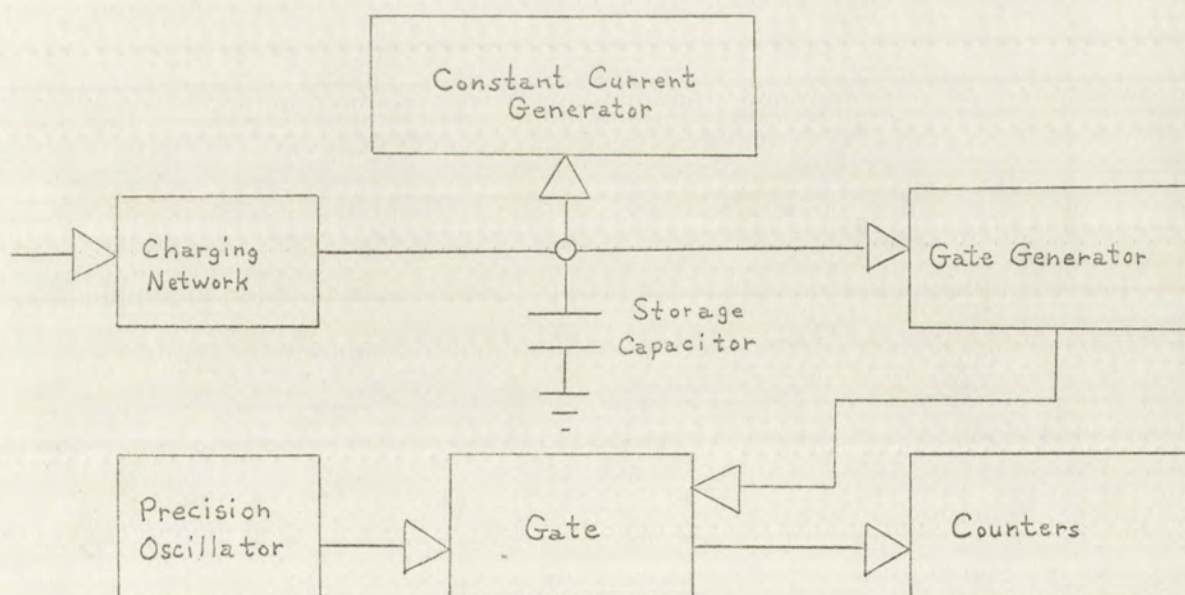 Constant Current
Generator
Charging
Network
Gate Generator
Storage
Capacitor
Precision
Oscillator
Gate
Counters